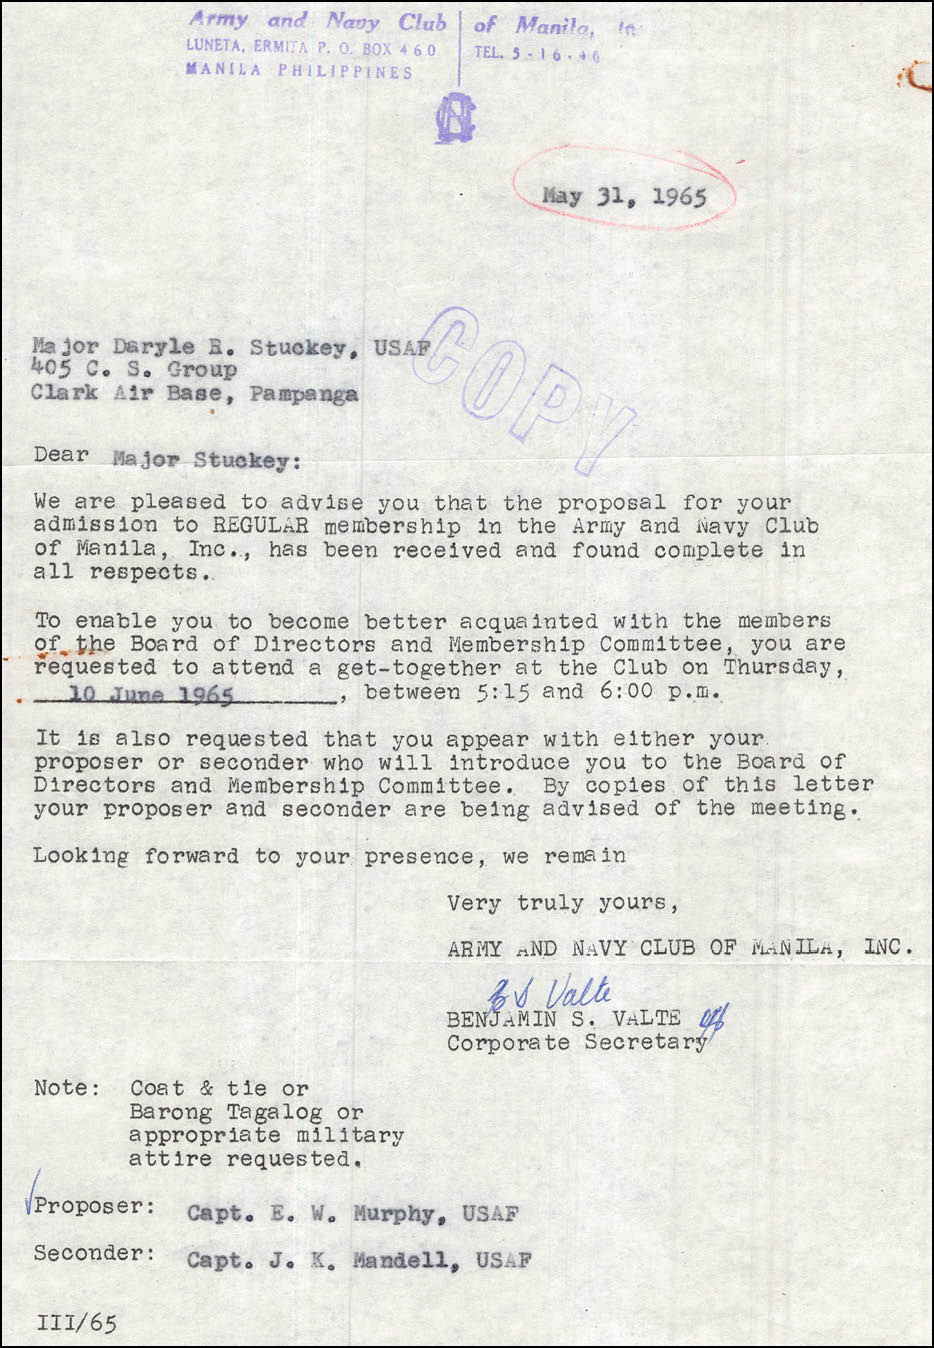 Army and Navy Club of Manila, In
LUNETA, ERMITA P. O. BOX 460
TEL. 5-16-46
MANILA PHILIPPINES
May 31, 1965
COPY
Major Daryle R. Stuckey, USAF
405 C. S. Group
Clark Air Base, Pampanga
Dear Major Stuckey:
We are pleased to advise you that the proposal for your
admission to REGULAR membership in the Army and Navy Club
of Manila, Inc., has been received and found complete in
all respects.
To enable you to become better acquainted with the members
of the Board of Directors and Membership Committee, you are
requested to attend a get-together at the Club on Thursday,
10 June 1965, between 5:15 and 6:00 p.m.
It is also requested that you appear with either your
proposer or seconder who will introduce you to the Board of
Directors and Membership Committee. By copies of this letter
your proposer and seconder are being advised of the meeting.
Looking forward to your presence, we remain
Very truly yours,
ARMY AND NAVY CLUB OF MANILA, INC.
B S Valte
BENJAMIN S. VALTE
Corporate Secretary
Note: Coat & tie or
Barong Tagalog or
appropriate military
attire requested.
Proposer: Capt. E. W. Murphy, USAF
Seconder: Capt. J. K. Mandell, USAF
III/65